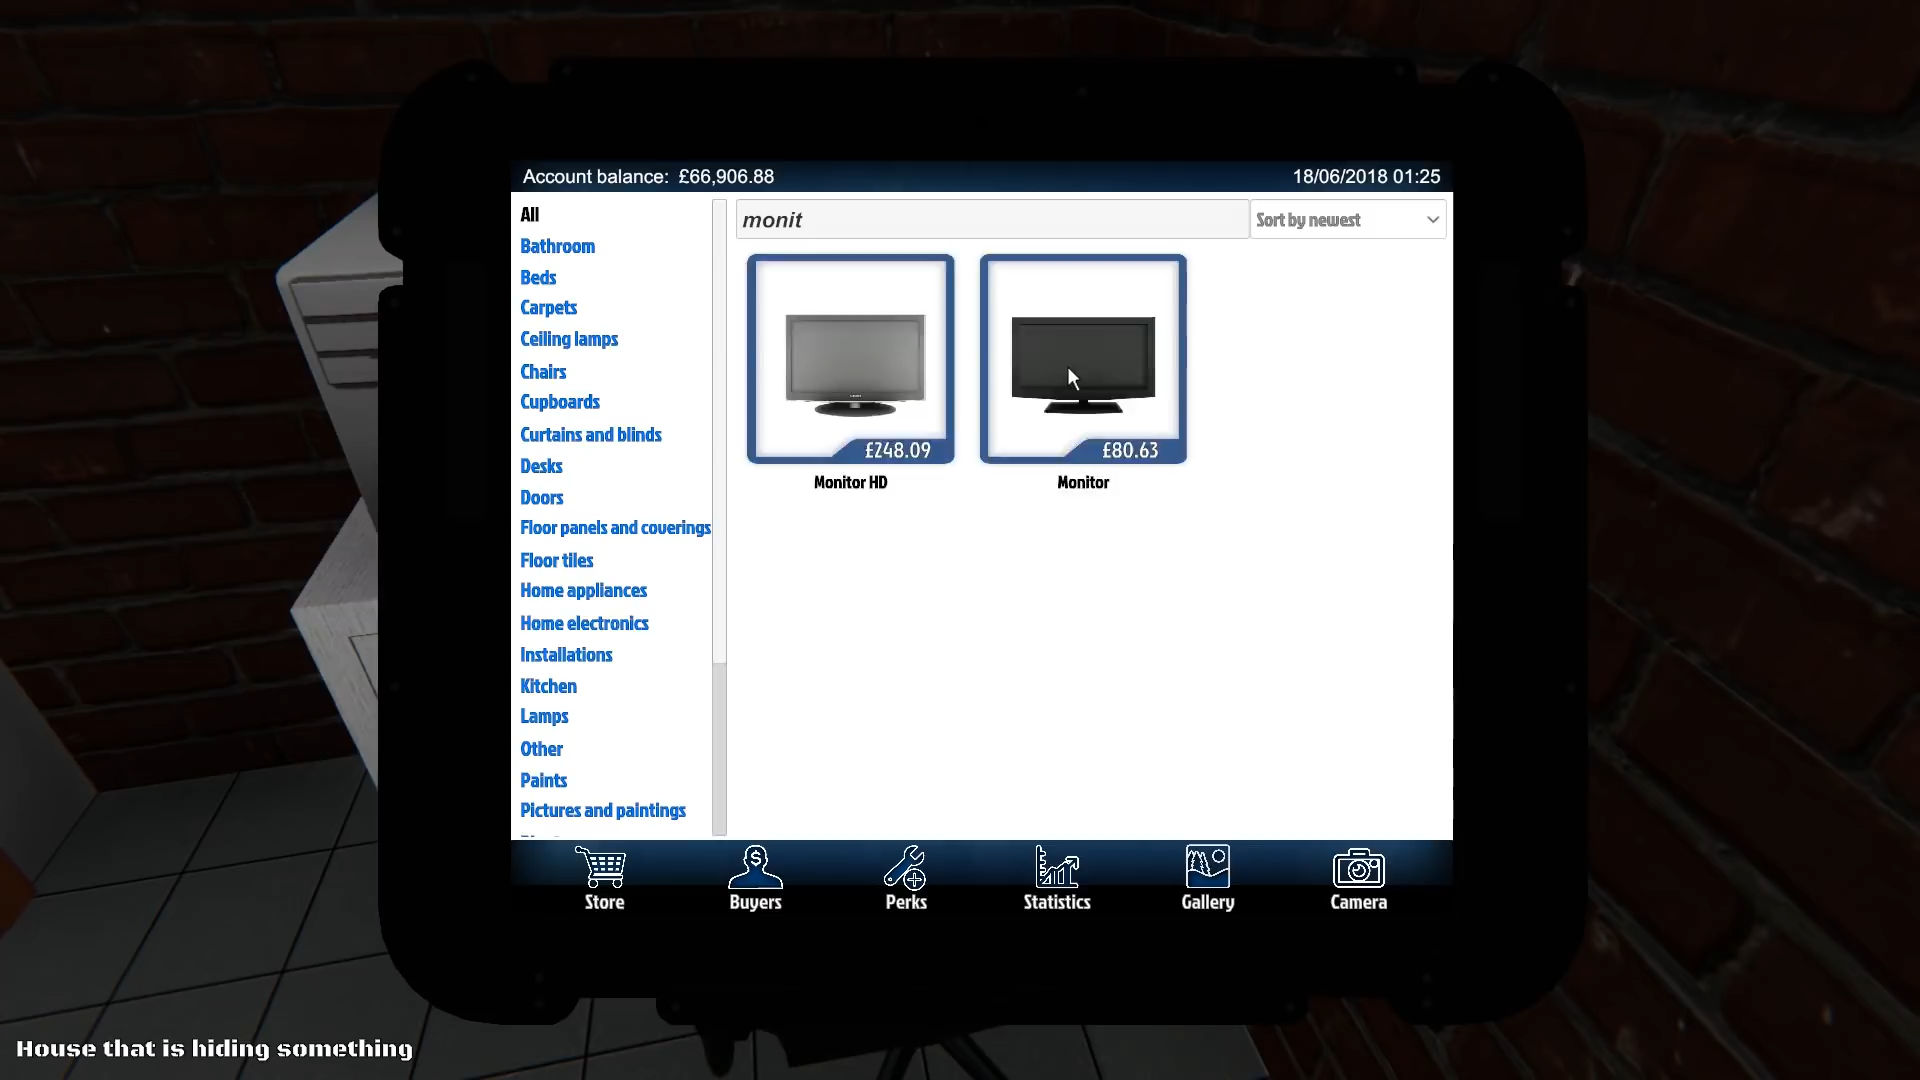 Account balance: £66,906.88
18/06/2018 01:25
All
Bathroom
Beds
Carpets
Ceiling lamps
Chairs
Cupboards
Curtains and blinds
Desks
Doors
Floor panels and coverings
Floor tiles
Home appliances
Home electronics
Installations
Kitchen
Lamps
Other
Paints
Pictures and paintings
monit
Sort by newest
£248.09
Monitor HD
£80.63
Monitor
Store
Buyers
Perks
Statistics
Gallery
Camera
House that is hiding something